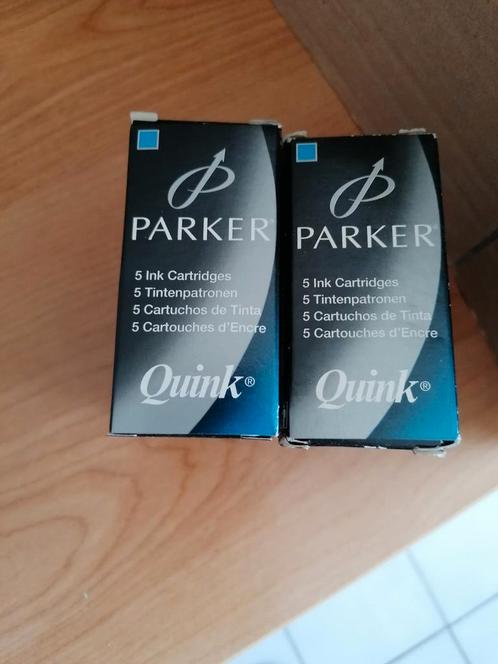 PARKER®
5 Ink Cartridges
5 Tintenpatronen
5 Cartuchos de Tinta
5 Cartouches d'Encre
Quink®
PARKER®
5 Ink Cartridges
5 Tintenpatronen
5 Cartuchos de Tinta
5 Cartouches d'Encre
Quink®